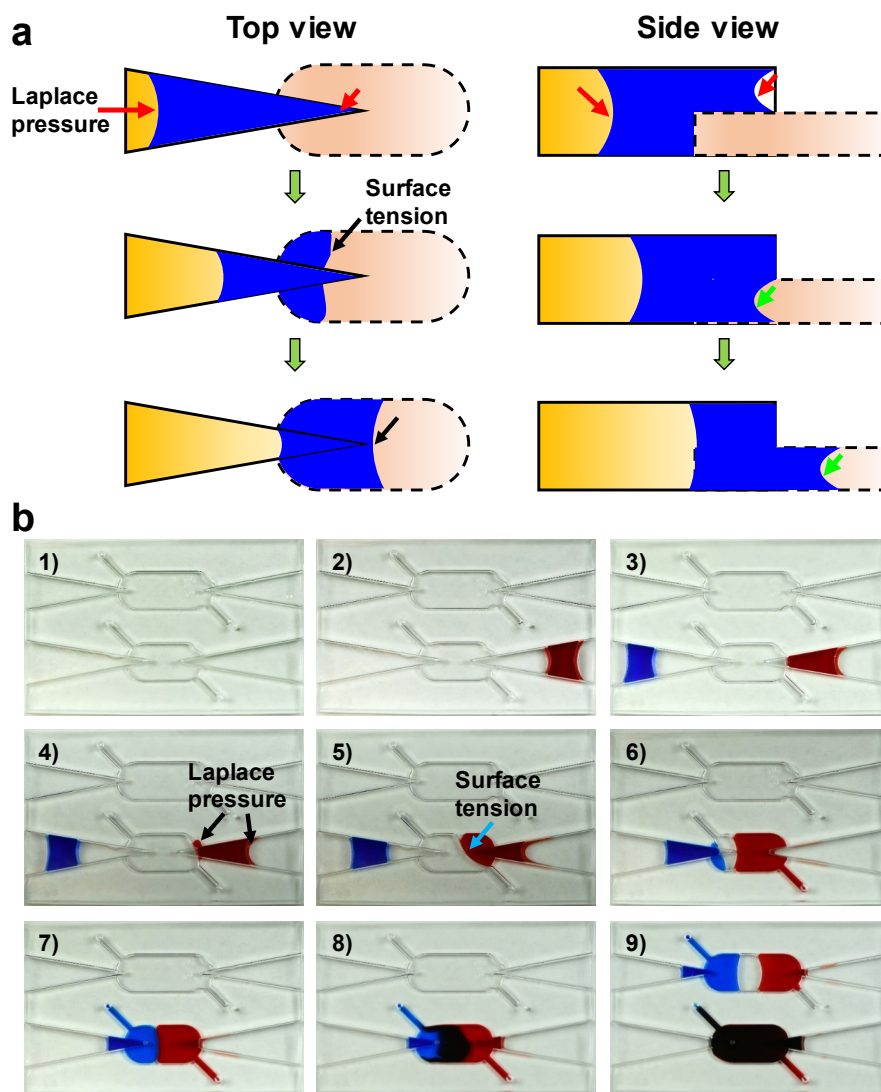 a
Top view
Side view
Laplace
pressure
Surface
tension
b
1)
2)
3)
4)
Laplace
pressure
5)
Surface
tension
6)
7)
8)
9)